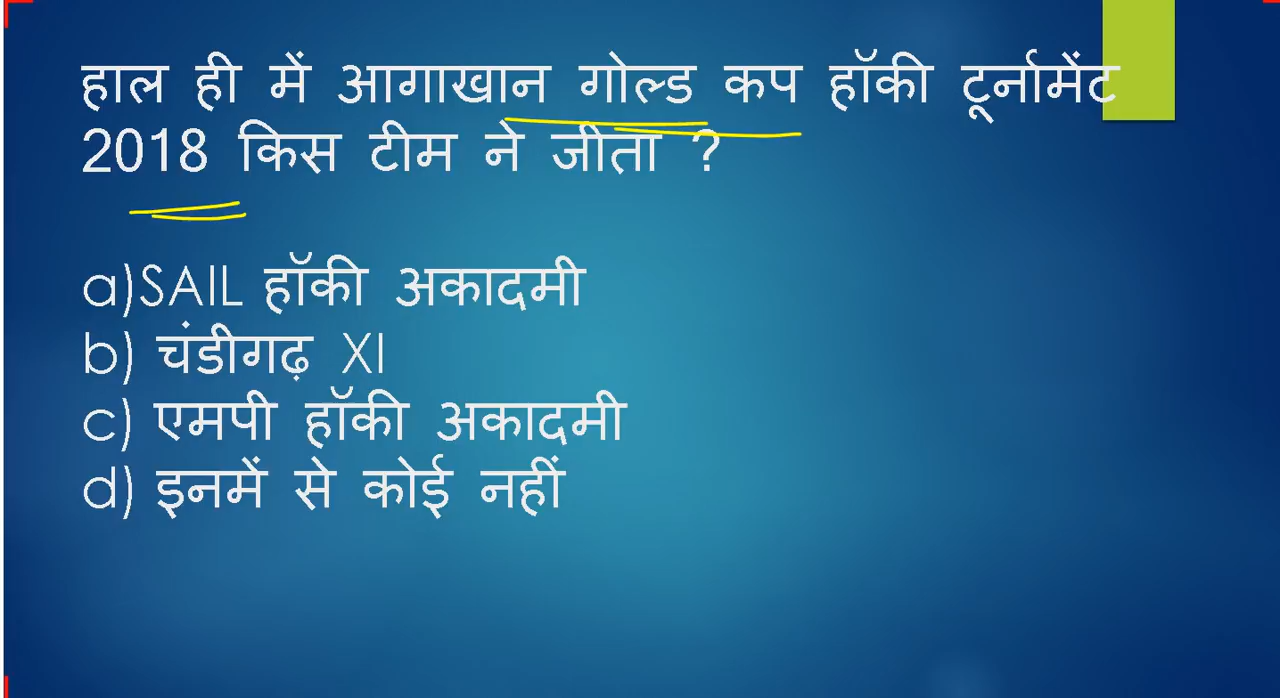 हाल ही में आगाखान गोल्ड कप हॉकी टूर्नामेंट
2018 किस टीम ने जीता ?
a)SAIL हॉकी अकादमी
b) चंडीगढ़ XI
c) एमपी हॉकी अकादमी
d) इनमें से कोई नहीं